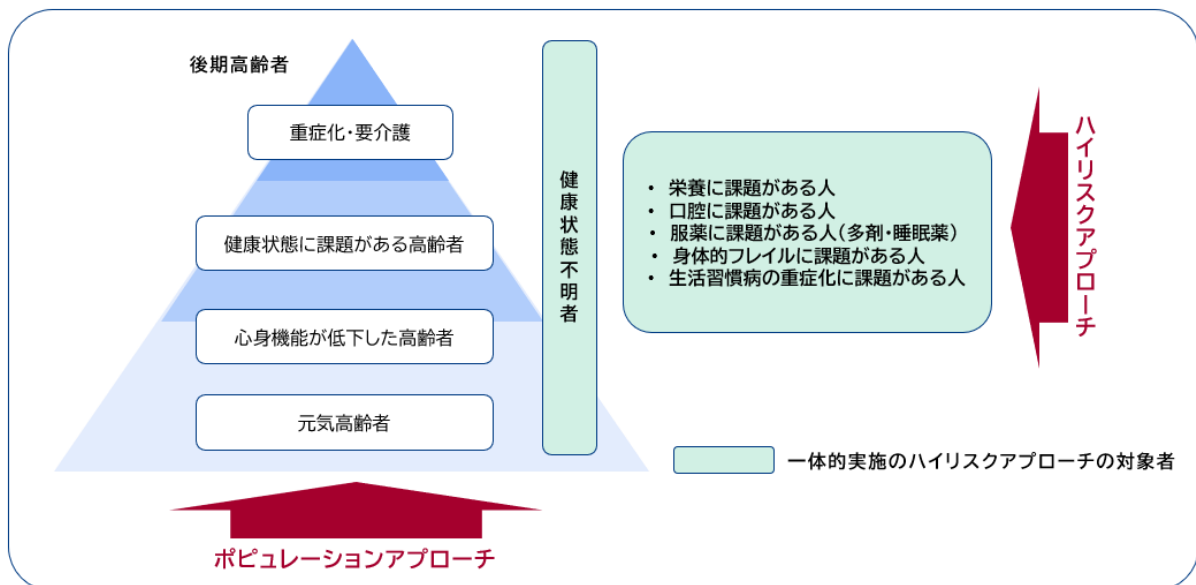 後期高齢者
重症化・要介護
健康状態に課題がある高齢者
心身機能が低下した高齢者
元気高齢者
健康状態不明者
・ 栄養に課題がある人
・ 口腔に課題がある人
・ 服薬に課題がある人（多剤・睡眠薬）
・ 身体的フレイルに課題がある人
・ 生活習慣病の重症化に課題がある人
ハイリスクアプローチ
一体的実施のハイリスクアプローチの対象者
ポピュレーションアプローチ